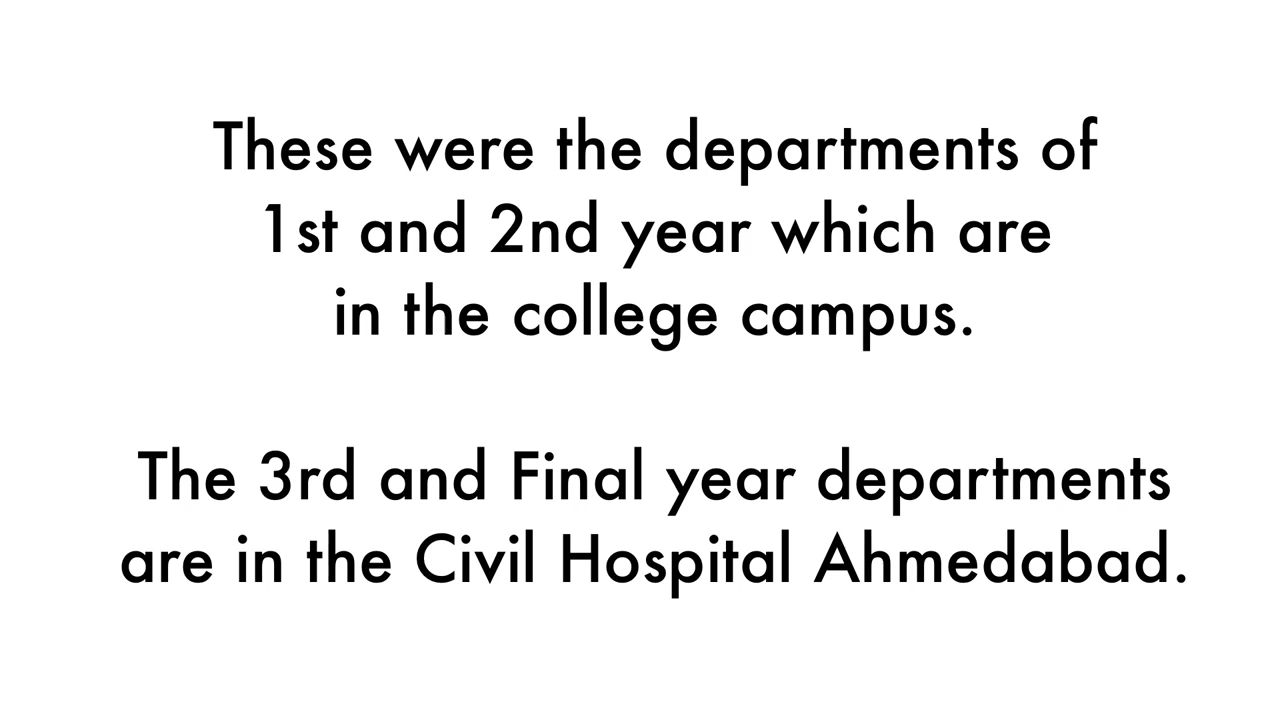 These were the departments of
1st and 2nd year which are
in the college campus.
The 3rd and Final year departments
are in the Civil Hospital Ahmedabad.